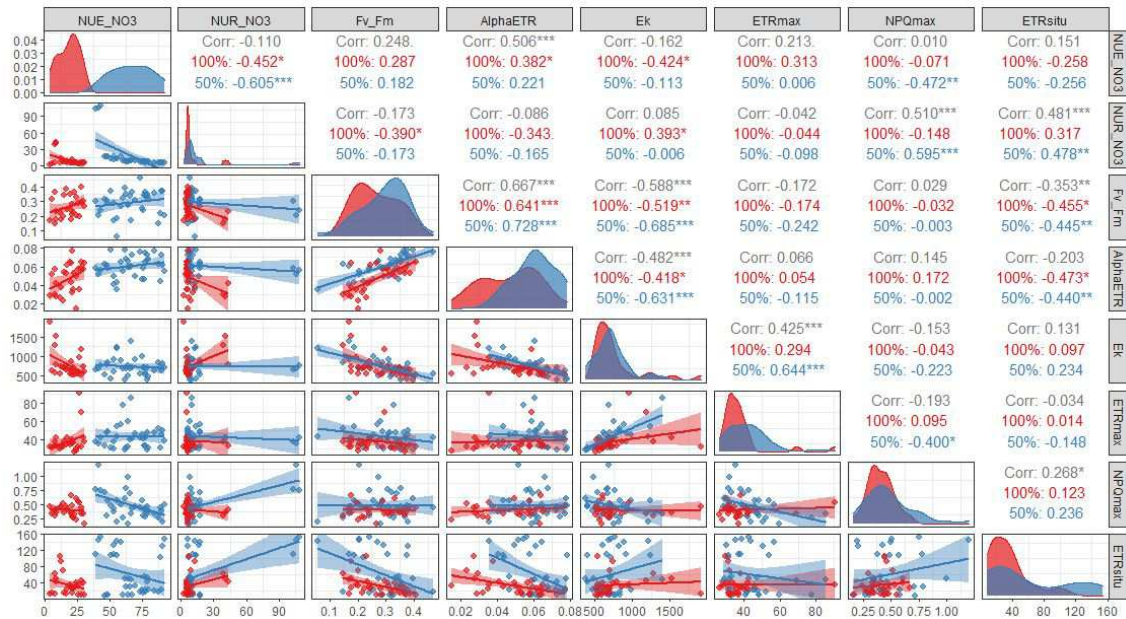 NUE_NO3 NUR_NO3 Fv_Fm AlphaETR Ek ETRmax NPQmax ETRsitu
0.04 Corr: -0.110 Corr: 0.248. Corr: 0.506*** Corr: -0.162 Corr: 0.213. Corr: 0.010 Corr: 0.151 NUE_NO3
0.03
0.02 100%: -0.452* 100%: 0.287 100%: 0.382* 100%: -0.424* 100%: 0.313 100%: -0.071 100%: -0.258
0.01 50%: -0.605*** 50%: 0.182 50%: 0.221 50%: -0.113 50%: 0.006 50%: -0.472** 50%: -0.256
0.00
90 Corr: -0.173 Corr: -0.086 Corr: 0.085 Corr: -0.042 Corr: 0.510*** Corr: 0.481*** NUR_NO3
60 100%: -0.390* 100%: -0.343. 100%: 0.393* 100%: -0.044 100%: -0.148 100%: 0.317
30 50%: -0.173 50%: -0.165 50%: -0.006 50%: -0.098 50%: 0.595*** 50%: 0.478**
0
0.4 Corr: 0.667*** Corr: -0.588*** Corr: -0.172 Corr: 0.029 Corr: -0.353** Fv_Fm
0.3 100%: 0.641*** 100%: -0.519** 100%: -0.174 100%: -0.032 100%: -0.455*
0.2 50%: 0.728*** 50%: -0.685*** 50%: -0.242 50%: -0.003 50%: -0.445**
0.1
0.08 Corr: -0.482*** Corr: 0.066 Corr: 0.145 Corr: -0.203 AlphaETR
0.06 100%: -0.418* 100%: 0.054 100%: 0.172 100%: -0.473*
0.04 50%: -0.631*** 50%: -0.115 50%: -0.002 50%: -0.440**
0.02
1500 Corr: 0.425*** Corr: -0.153 Corr: 0.131 Ek
1000 100%: 0.294 100%: -0.043 100%: 0.097
500 50%: 0.644*** 50%: -0.223 50%: 0.234
80 Corr: -0.193 Corr: -0.034 ETRmax
60 100%: 0.095 100%: 0.014
40 50%: -0.400* 50%: -0.148
1.00 Corr: 0.268* NPQmax
0.75 100%: 0.123
0.50 50%: 0.236
0.25
160 ETRsitu
120
80
40
0 25 50 75 0 30 60 90 0.1 0.2 0.3 0.4 0.02 0.04 0.06 0.08 500 1000 1500 40 60 80 0.25 0.50 0.75 1.00 40 80 120 160